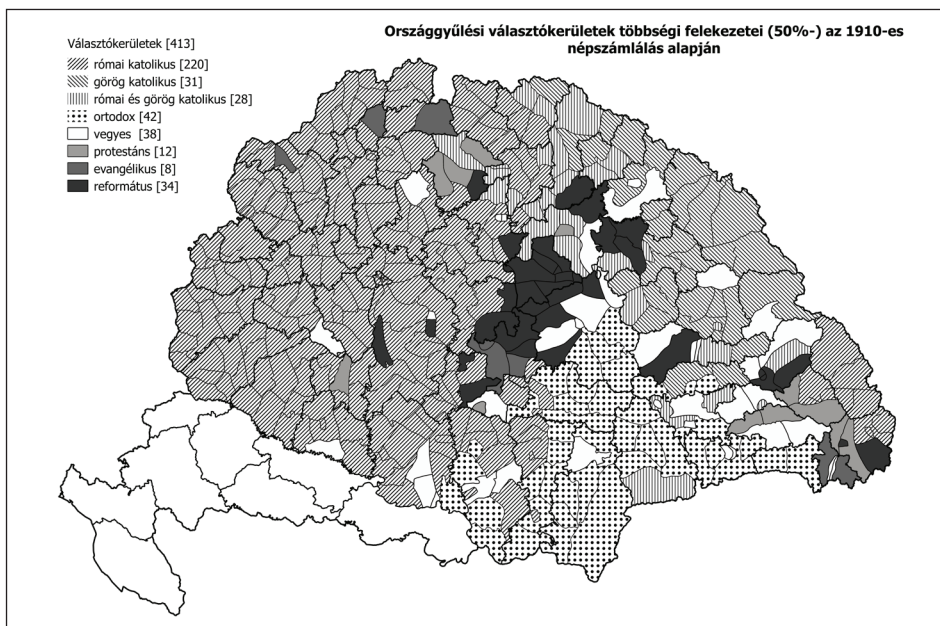 Országgyűlési választókerületek többségi felekezetei (50%-) az 1910-es
népszámlálás alapján
Választókerületek [413]
római katolikus [220]
görög katolikus [31]
római és görög katolikus [28]
ortodox [42]
vegyes [38]
protestáns [12]
evangélikus [8]
református [34]